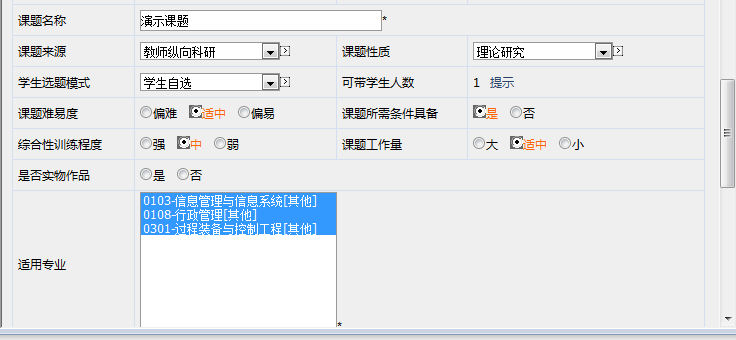 课题名称 演示课题 *
课题来源 教师纵向科研 课题性质 理论研究
学生选题模式 学生自选 可带学生人数 1 提示
课题难易度 偏难 适中 偏易 课题所需条件具备 是 否
综合性训练程度 强 中 弱 课题工作量 大 适中 小
是否实物作品 是 否
0103-信息管理与信息系统[其他]
0108-行政管理[其他]
0301-过程装备与控制工程[其他]
适用专业
*